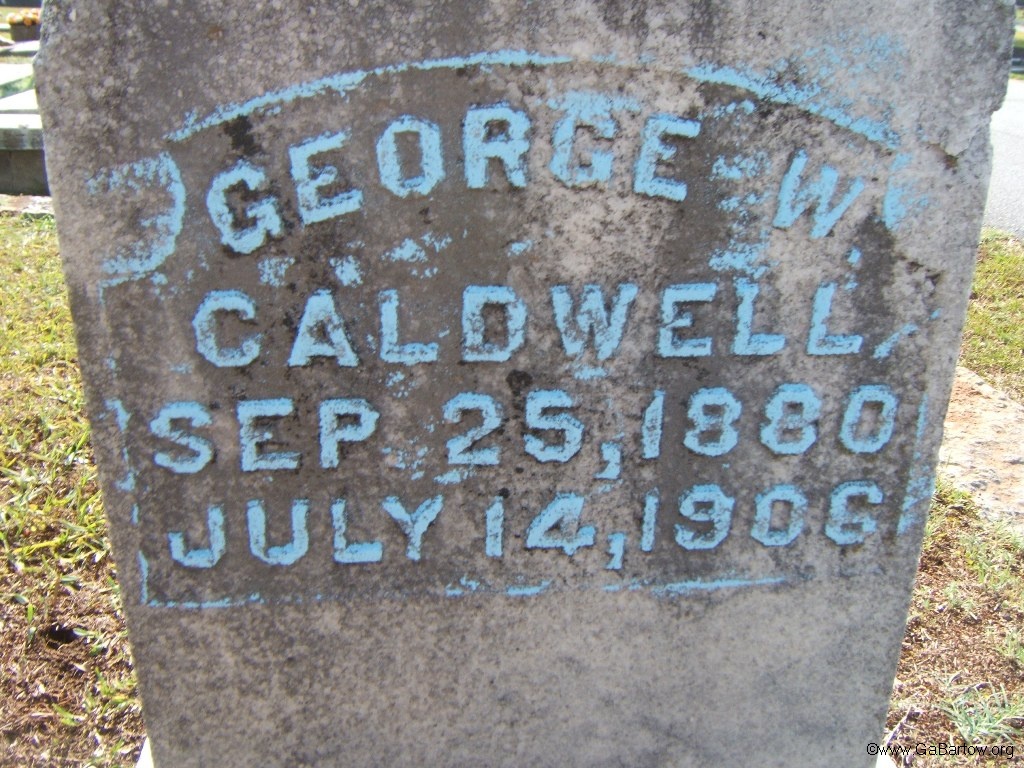 GEORGE W
CALDWELL
SEP 25, 1880
JULY 14, 1906
©www.GaBartow.org